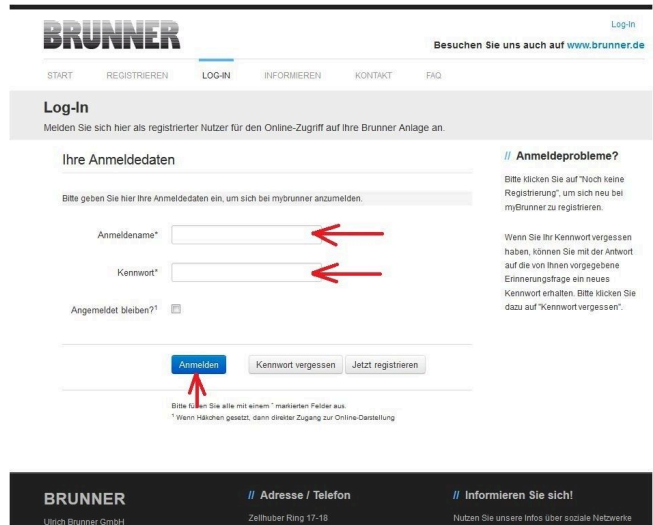 Log-In
BRUNNER
Besuchen Sie uns auch auf www.brunner.de
START REGISTRIEREN LOG-IN INFORMIEREN KONTAKT FAQ
Log-In
Melden Sie sich hier als registrierter Nutzer für den Online-Zugriff auf Ihre Brunner Anlage an.
Ihre Anmeldedaten
Bitte geben Sie hier Ihre Anmeldedaten ein, um sich bei mybrunner anzumelden.
Anmeldename*
Kennwort*
Angemeldet bleiben?¹
Anmelden Kennwort vergessen Jetzt registrieren
Bitte füllen Sie alle mit einem * markierten Felder aus.
¹ Wenn Häkchen gesetzt, dann direkter Zugang zur Online-Darstellung
// Anmeldeprobleme?
Bitte klicken Sie auf "Noch keine
Registrierung", um sich neu bei
myBrunner zu registrieren.
Wenn Sie Ihr Kennwort vergessen
haben, können Sie mit der Antwort
auf die von Ihnen vorgegebene
Erinnerungsfrage ein neues
Kennwort erhalten. Bitte klicken Sie
dazu auf "Kennwort vergessen".
BRUNNER
Ulrich Brunner GmbH
// Adresse / Telefon
Zellhuber Ring 17-18
// Informieren Sie sich!
Nutzen Sie unsere Infos über soziale Netzwerke